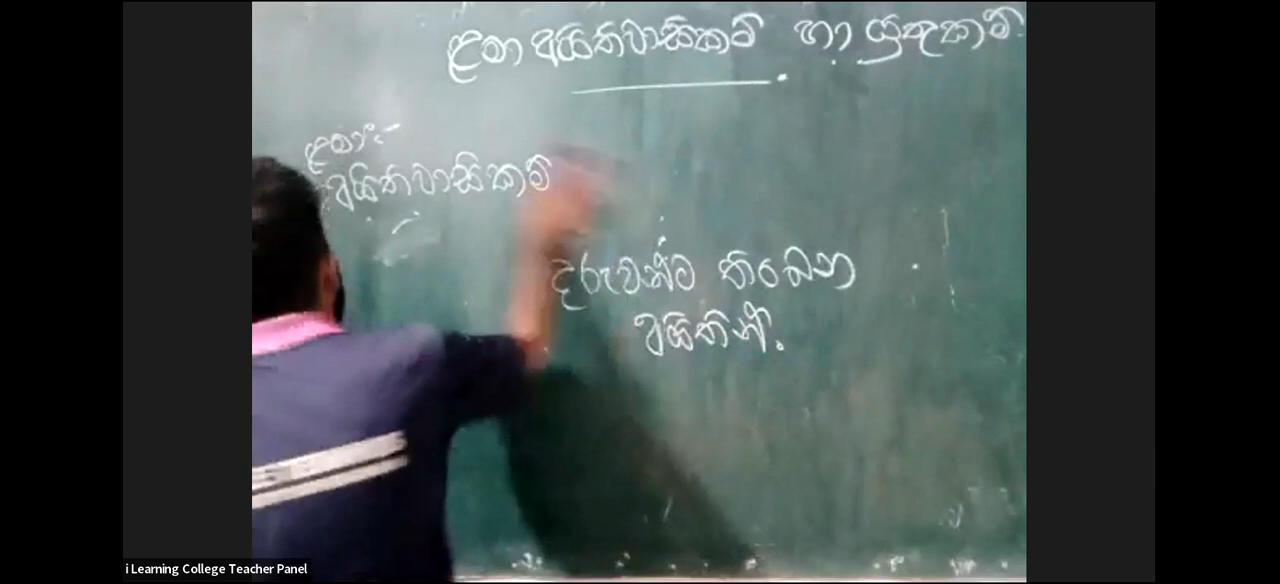 ළමා අයිතිවාසිකම් හා යුතුකම්.
ළමා:-
අයිතිවාසිකම්
දරුවන්ට තිබෙන
අයිතීන්.
i Learning College Teacher Panel